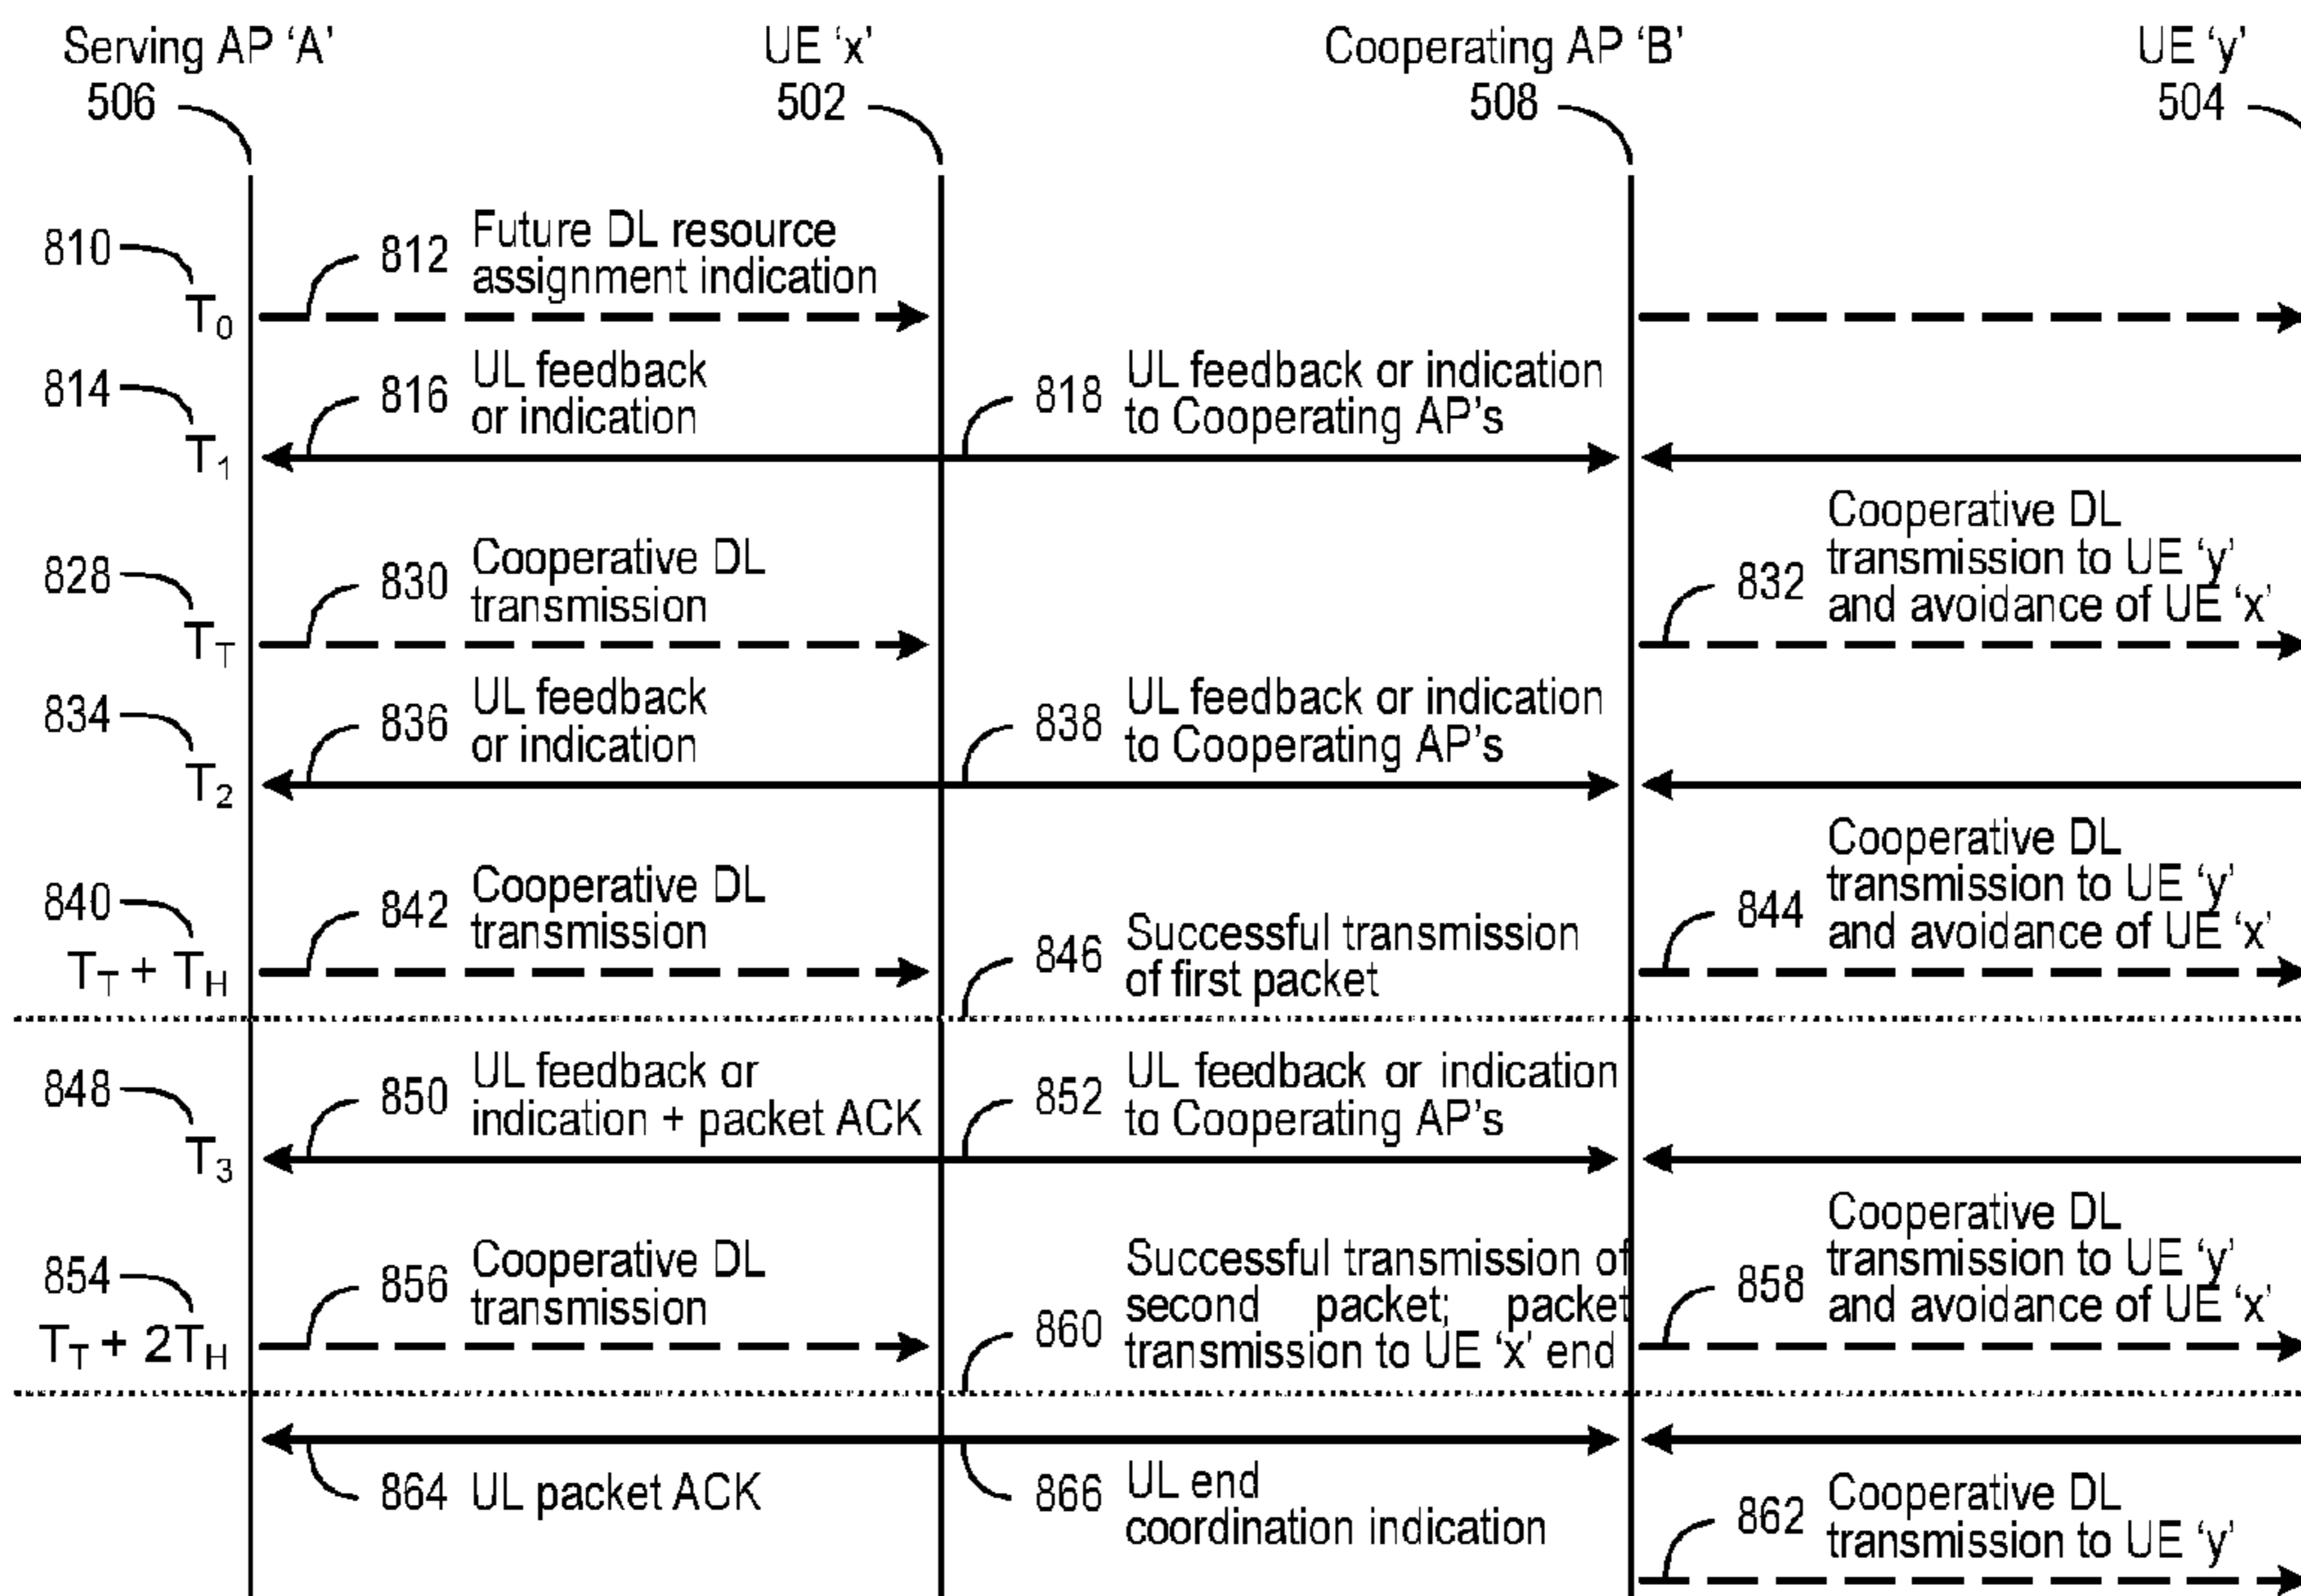 Serving AP ‘A’
506
UE ‘x’
502
Cooperating AP ‘B’
508
UE ‘y’
504
810
T0
812
Future DL resource
assignment indication
814
T1
816
UL feedback
or indication
818
UL feedback or indication
to Cooperating AP's
828
TT
830
Cooperative DL
transmission
832
Cooperative DL
transmission to UE ‘y’
and avoidance of UE ‘x’
834
T2
836
UL feedback
or indication
838
UL feedback or indication
to Cooperating AP's
840
TT + TH
842
Cooperative DL
transmission
844
Cooperative DL
transmission to UE ‘y’
and avoidance of UE ‘x’
846
Successful transmission
of first packet
848
T3
850
UL feedback or
indication + packet ACK
852
UL feedback or indication
to Cooperating AP's
854
TT + 2TH
856
Cooperative DL
transmission
860
Successful transmission of
second packet; packet
transmission to UE ‘x’ end
858
Cooperative DL
transmission to UE ‘y’
and avoidance of UE ‘x’
864
UL packet ACK
866
UL end
coordination indication
862
Cooperative DL
transmission to UE ‘y’